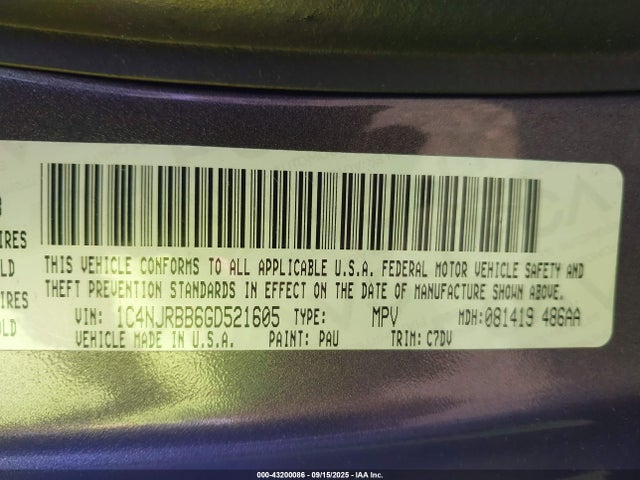 IRES
LD
IRES
LD
THIS VEHICLE CONFORMS TO ALL APPLICABLE U.S.A. FEDERAL MOTOR VEHICLE SAFETY AND
THEFT PREVENTION STANDARDS IN EFFECT ON THE DATE OF MANUFACTURE SHOWN ABOVE.
VIN: 1C4NJRBB6GD521605 TYPE: MPV MDH:081419 486AA
VEHICLE MADE IN U.S.A. PAINT: PAU TRIM: C7DV
000-43200086 - 09/15/2025 - IAA Inc.